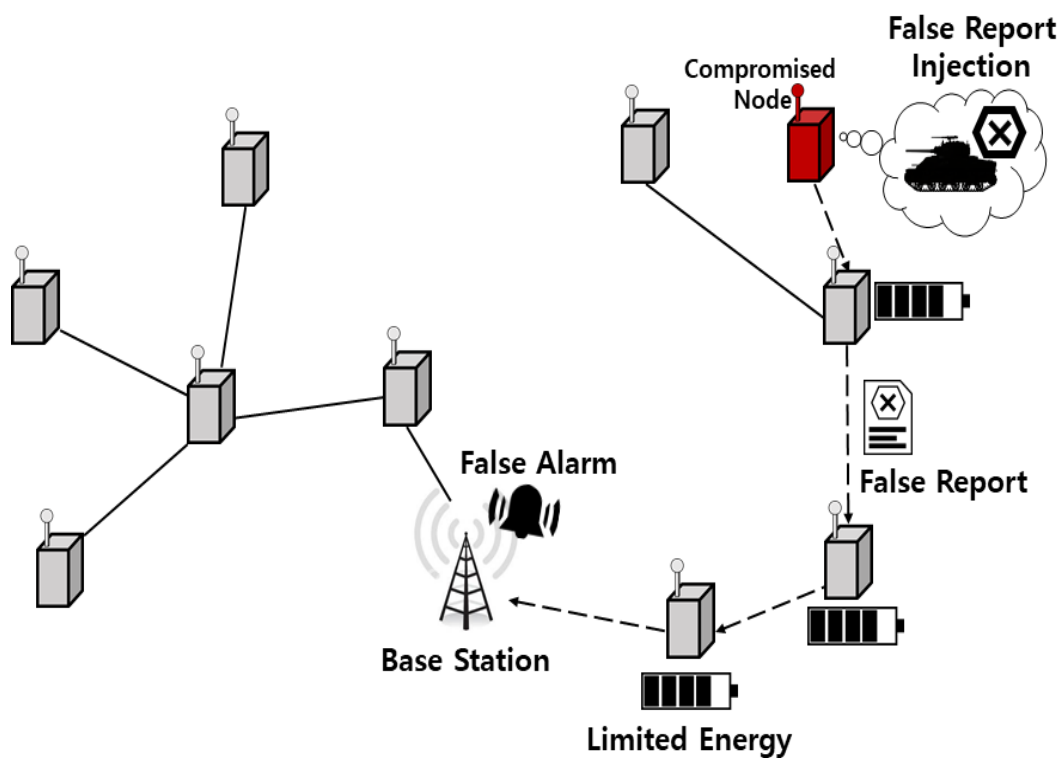 False Report
Injection
Compromised
Node
False Report
False Alarm
Base Station
Limited Energy